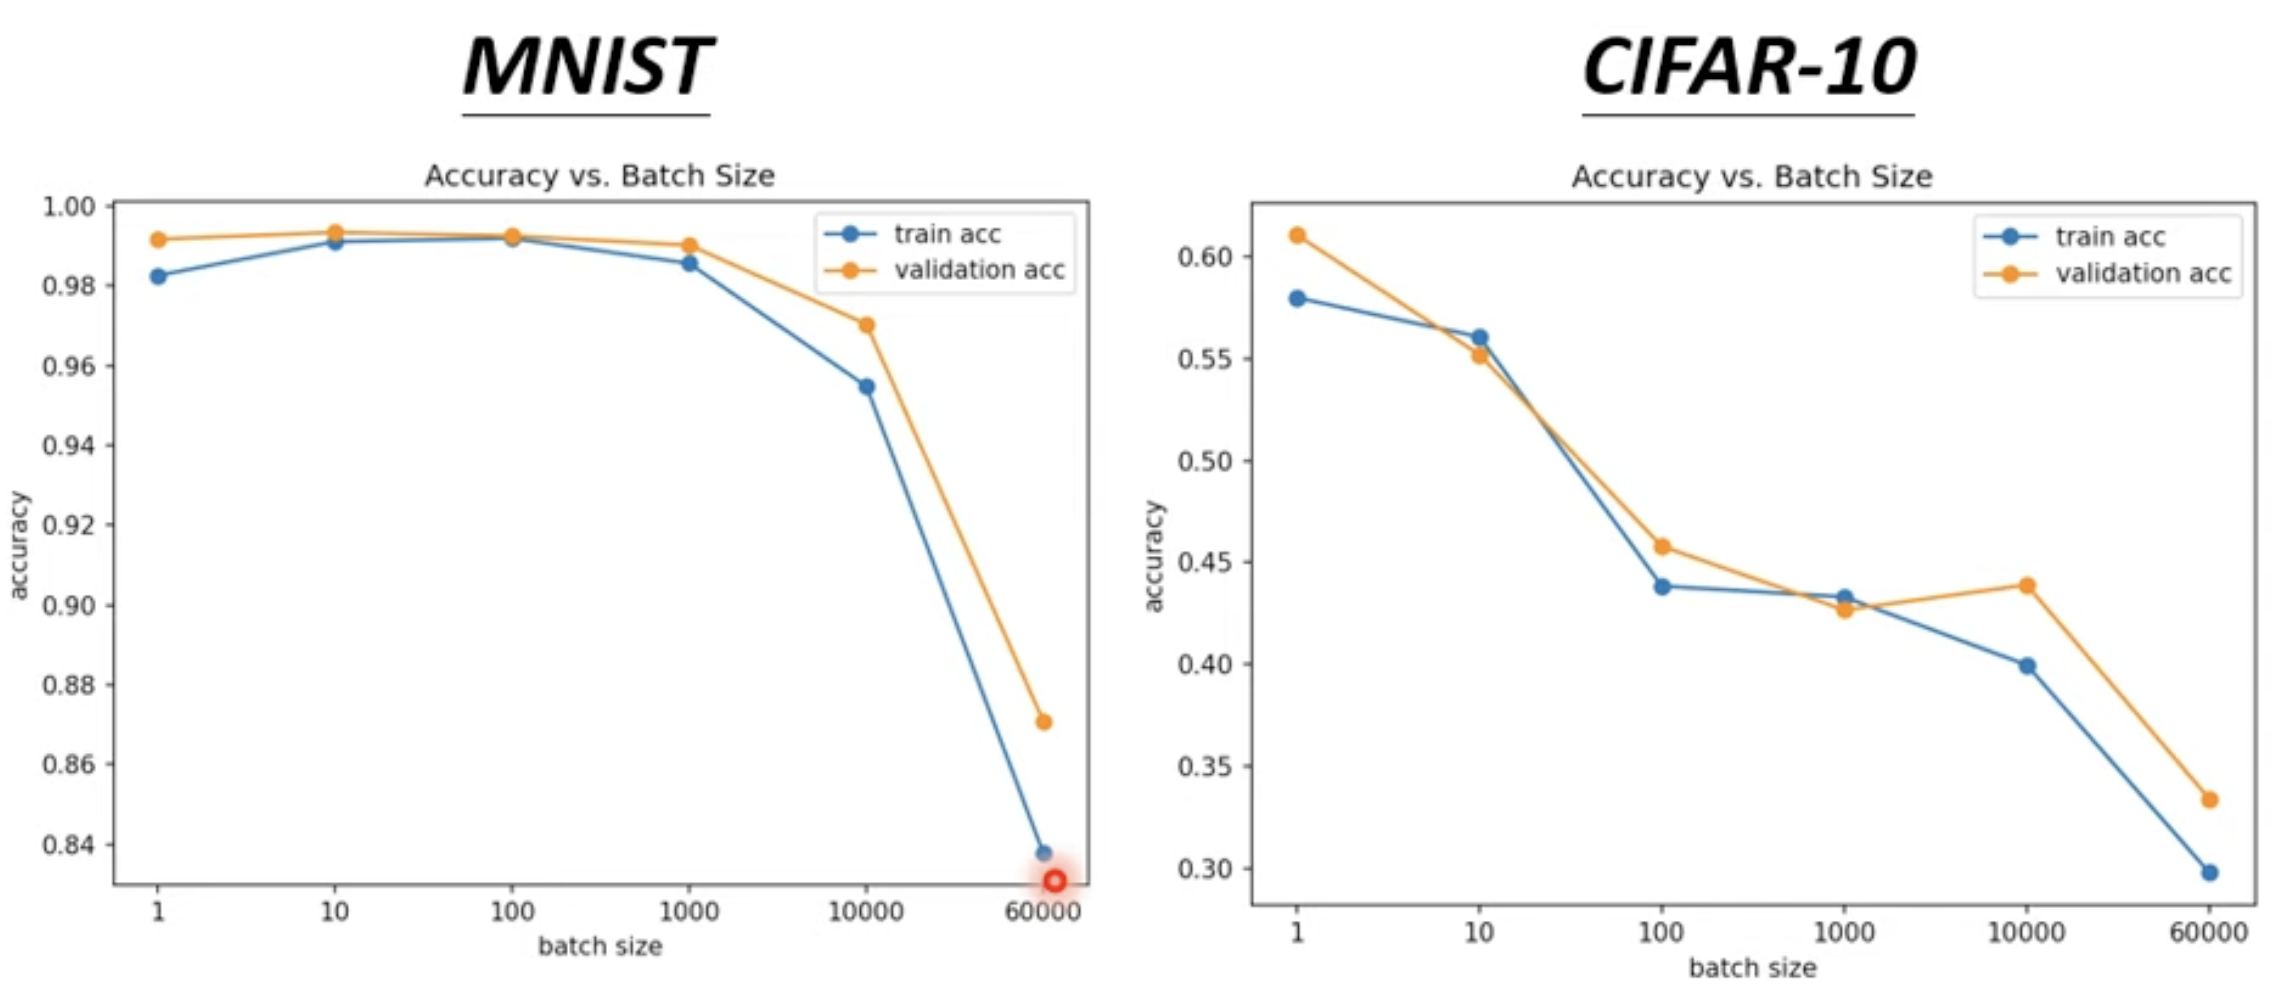 MNIST
Accuracy vs. Batch Size
1.00
0.98
0.96
0.94
0.92
0.90
0.88
0.86
0.84
accuracy
train acc
validation acc
1 10 100 1000 10000 60000
batch size
CIFAR-10
Accuracy vs. Batch Size
0.60
0.55
0.50
0.45
0.40
0.35
0.30
accuracy
train acc
validation acc
1 10 100 1000 10000 60000
batch size